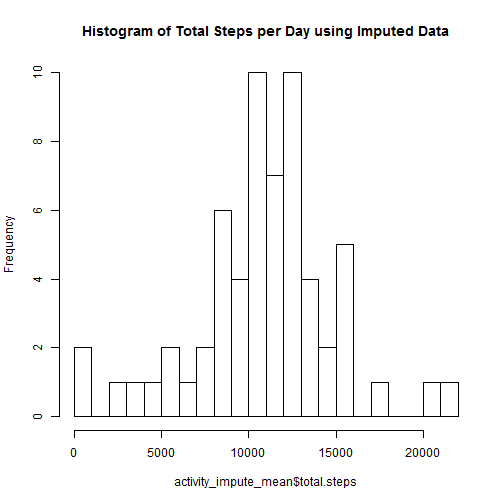 Histogram of Total Steps per Day using Imputed Data
10
8
6
4
2
0
Frequency
0 5000 10000 15000 20000
activity_impute_mean$total.steps